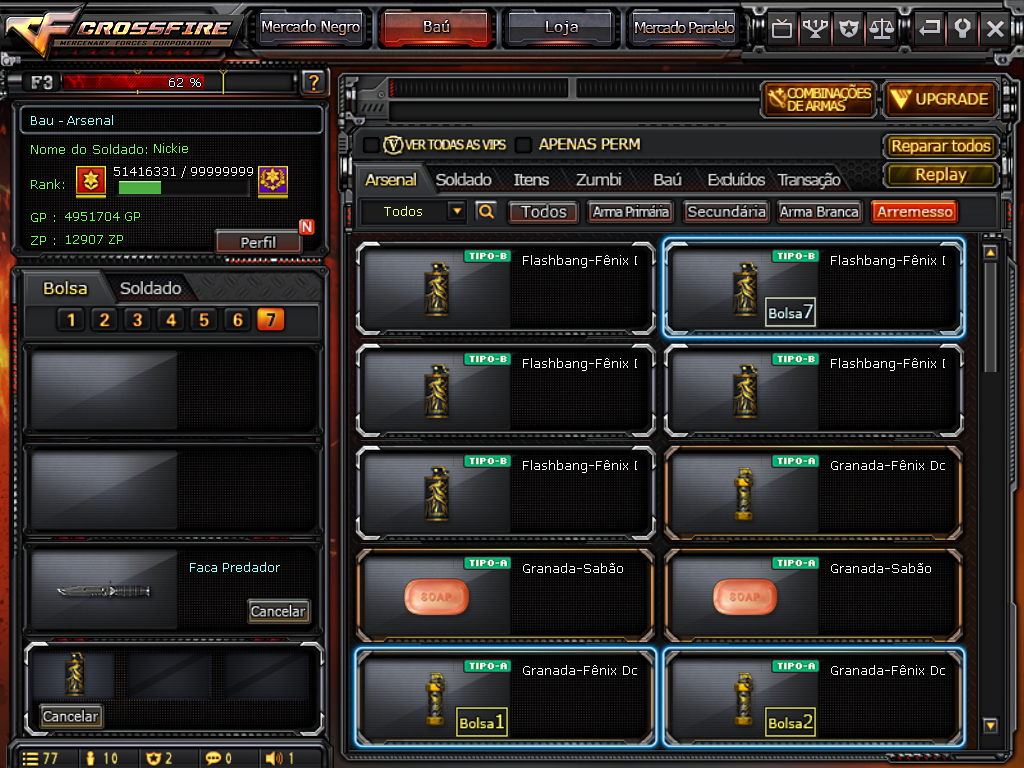 CROSSFIRE
MERCENARY FORCES CORPORATION
Mercado Negro
Baú
Loja
Mercado Paralelo
F3
62 %
?
Bau - Arsenal
Nome do Soldado: Nickie
Rank:
51416331 / 99999999
GP : 4951704 GP
ZP : 12907 ZP
N
Perfil
Bolsa
Soldado
1 2 3 4 5 6 7
Faca Predador
Cancelar
Cancelar
77
10
2
0
1
COMBINAÇÕES
DE ARMAS
UPGRADE
V VER TODAS AS VIPS
APENAS PERM
Reparar todos
Replay
Arsenal
Soldado
Itens
Zumbi
Baú
Excluídos
Transação
Todos
Todos
Arma Primária
Secundária
Arma Branca
Arremesso
TIPO-B
Flashbang-Fênix D
TIPO-B
Flashbang-Fênix D
Bolsa7
TIPO-B
Flashbang-Fênix D
TIPO-B
Flashbang-Fênix D
TIPO-B
Flashbang-Fênix D
TIPO-A
Granada-Fênix Dc
TIPO-A
Granada-Sabão
SOAP
TIPO-A
Granada-Sabão
SOAP
TIPO-A
Granada-Fênix Dc
Bolsa1
TIPO-A
Granada-Fênix Dc
Bolsa2